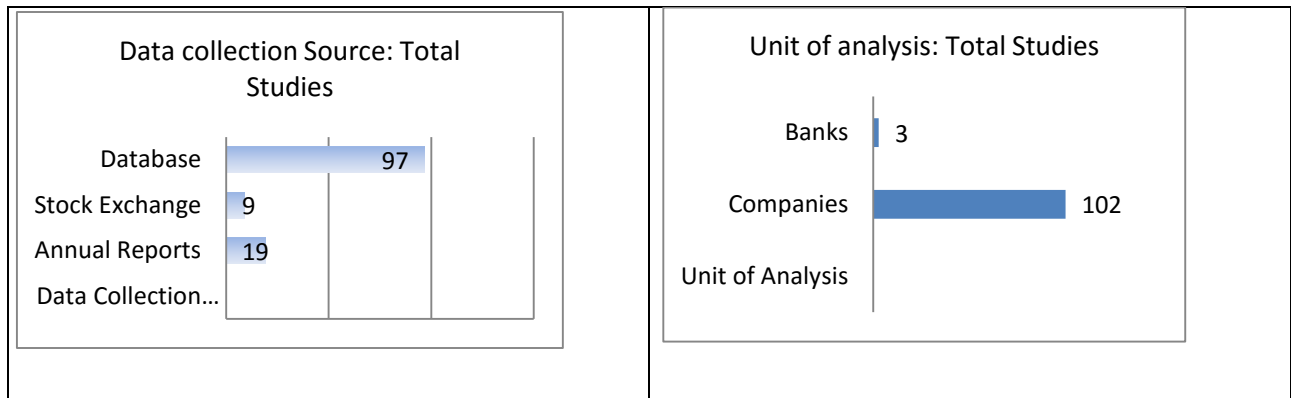 Data collection Source: Total
Studies
Database 97
Stock Exchange 9
Annual Reports 19
Data Collection…
Unit of analysis: Total Studies
Banks 3
Companies 102
Unit of Analysis